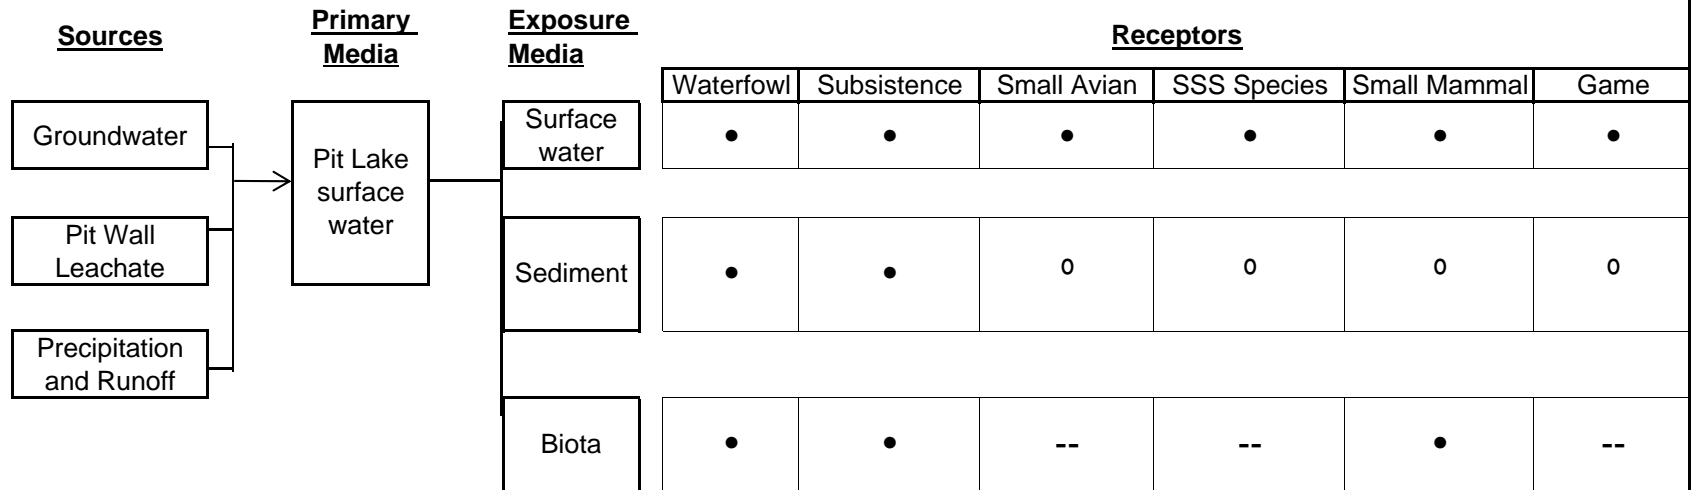 Sources
Primary
Media
Exposure
Media
Receptors
Waterfowl Subsistence Small Avian SSS Species Small Mammal Game
Groundwater
Pit Wall
Leachate
Precipitation
and Runoff
Pit Lake
surface
water
Surface
water
• • • • • •
Sediment
• • o o o o
Biota
• • -- -- • --